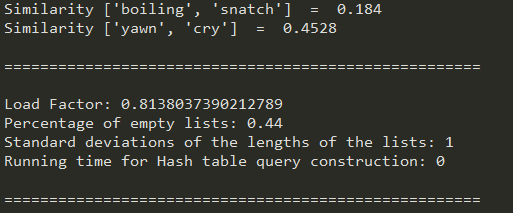 Similarity ['boiling', 'snatch']  =  0.184
Similarity ['yawn', 'cry']  =  0.4528
=====================================================
Load Factor: 0.8138037390212789
Percentage of empty lists: 0.44
Standard deviations of the lengths of the lists: 1
Running time for Hash table query construction: 0
=====================================================